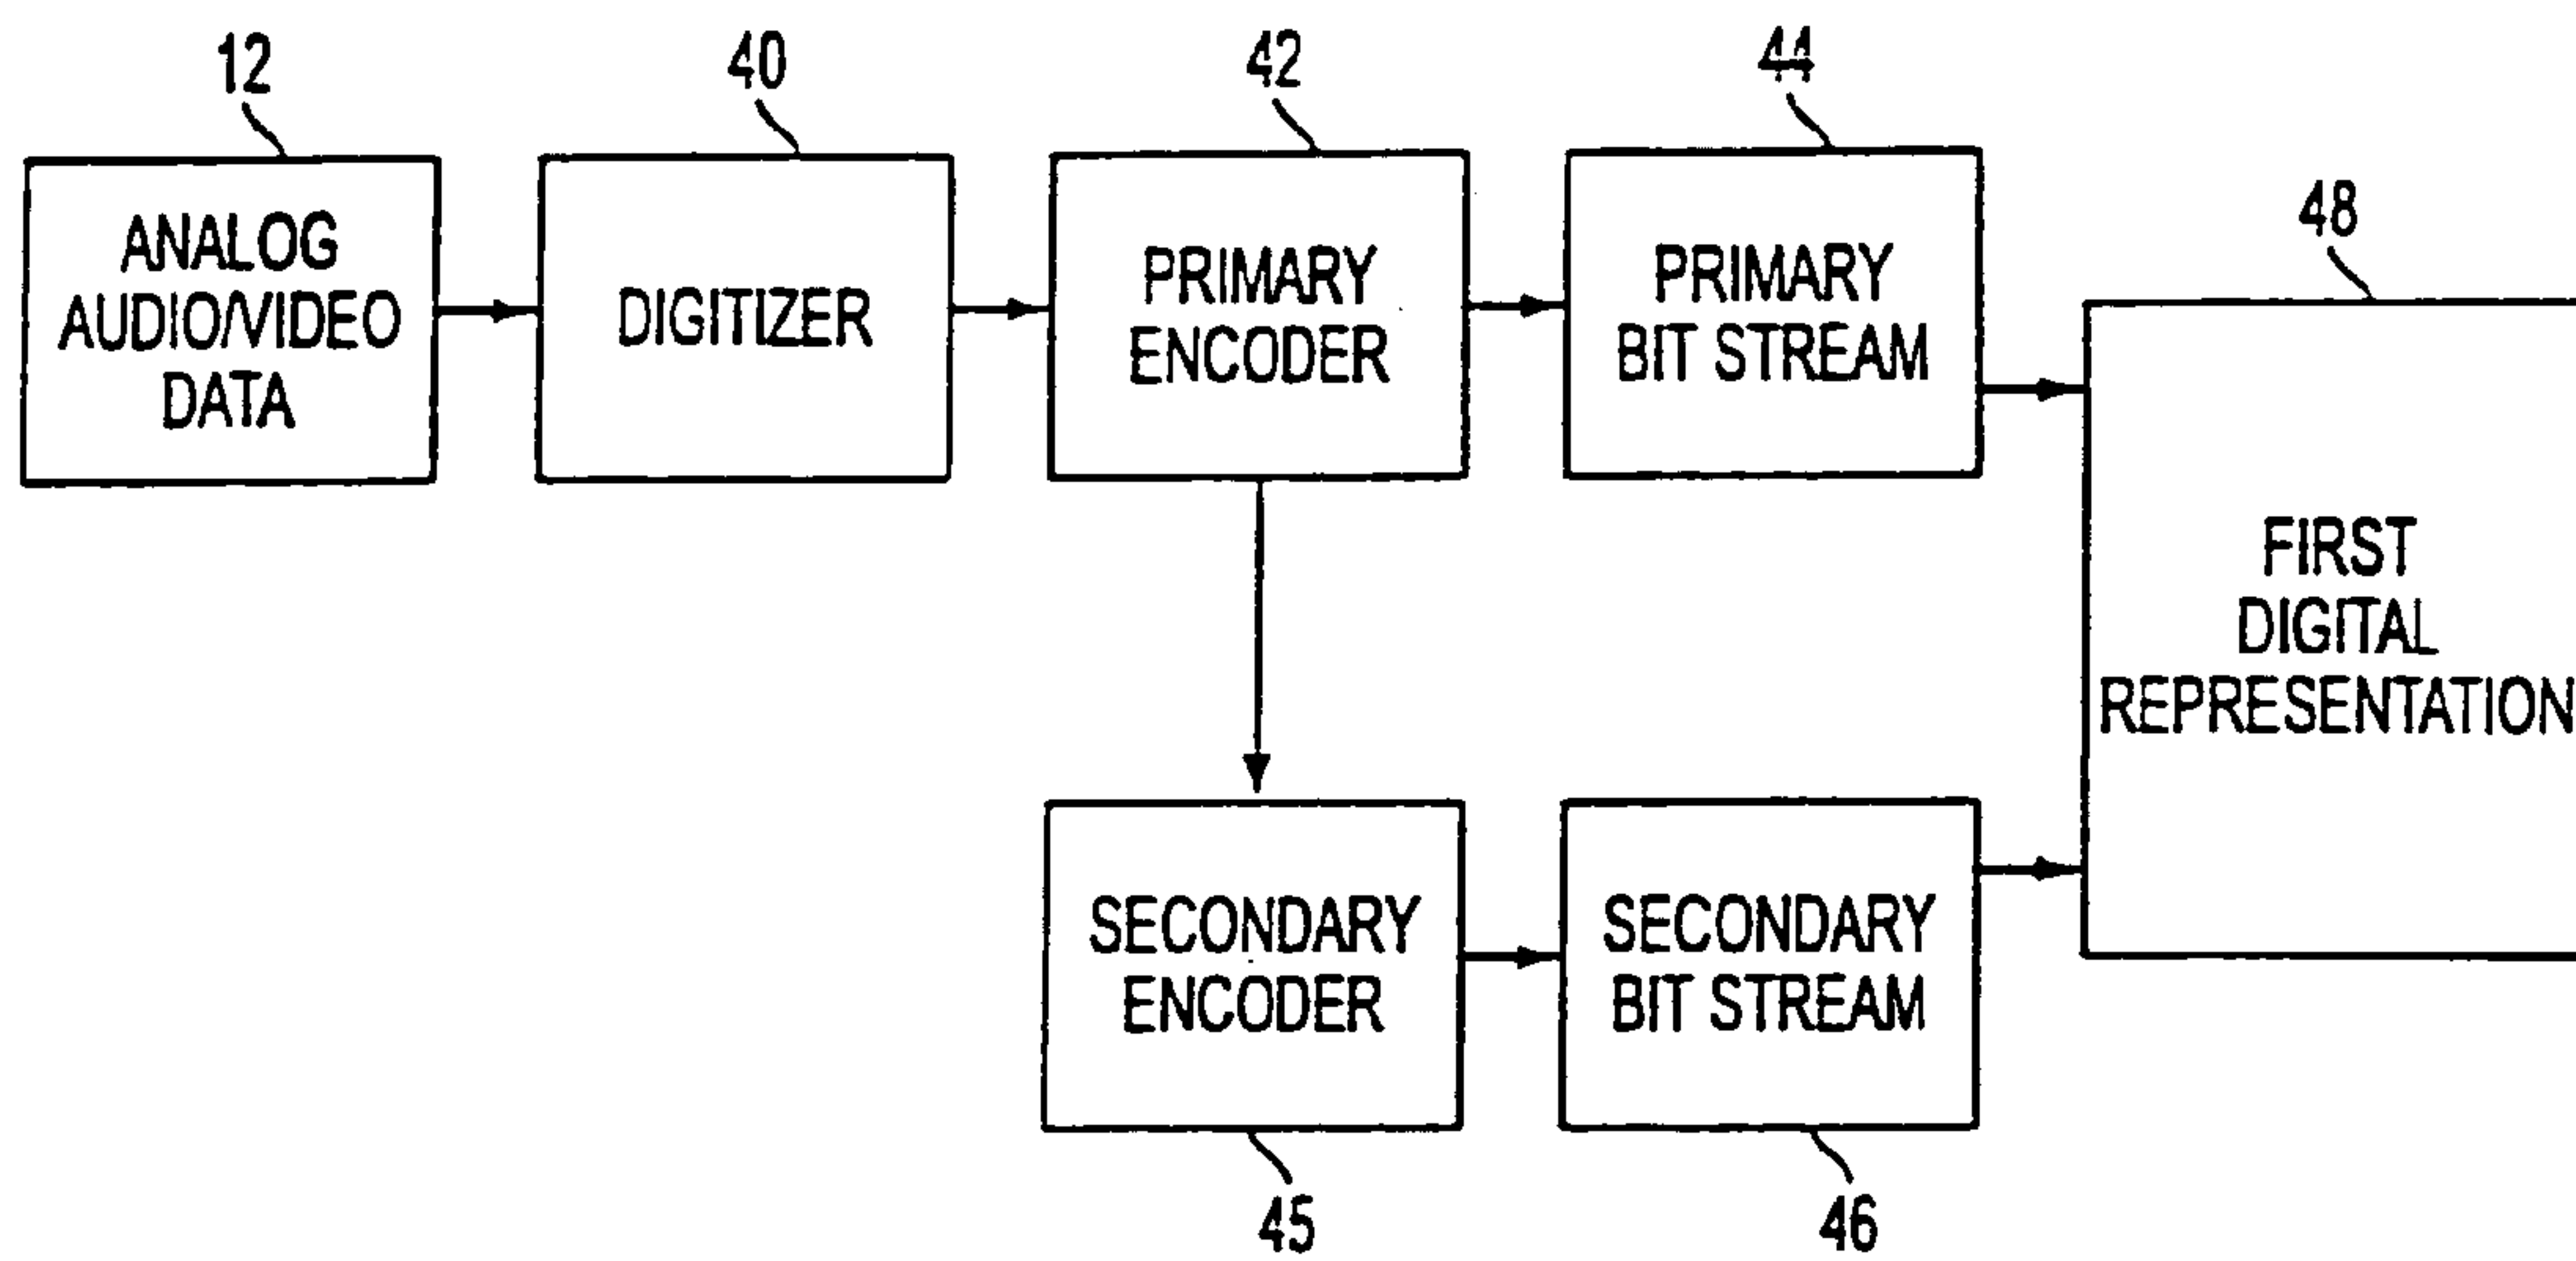 12
40
42
44
48
ANALOG
AUDIO/VIDEO
DATA
DIGITIZER
PRIMARY
ENCODER
PRIMARY
BIT STREAM
FIRST
DIGITAL
REPRESENTATION
SECONDARY
ENCODER
SECONDARY
BIT STREAM
45
46